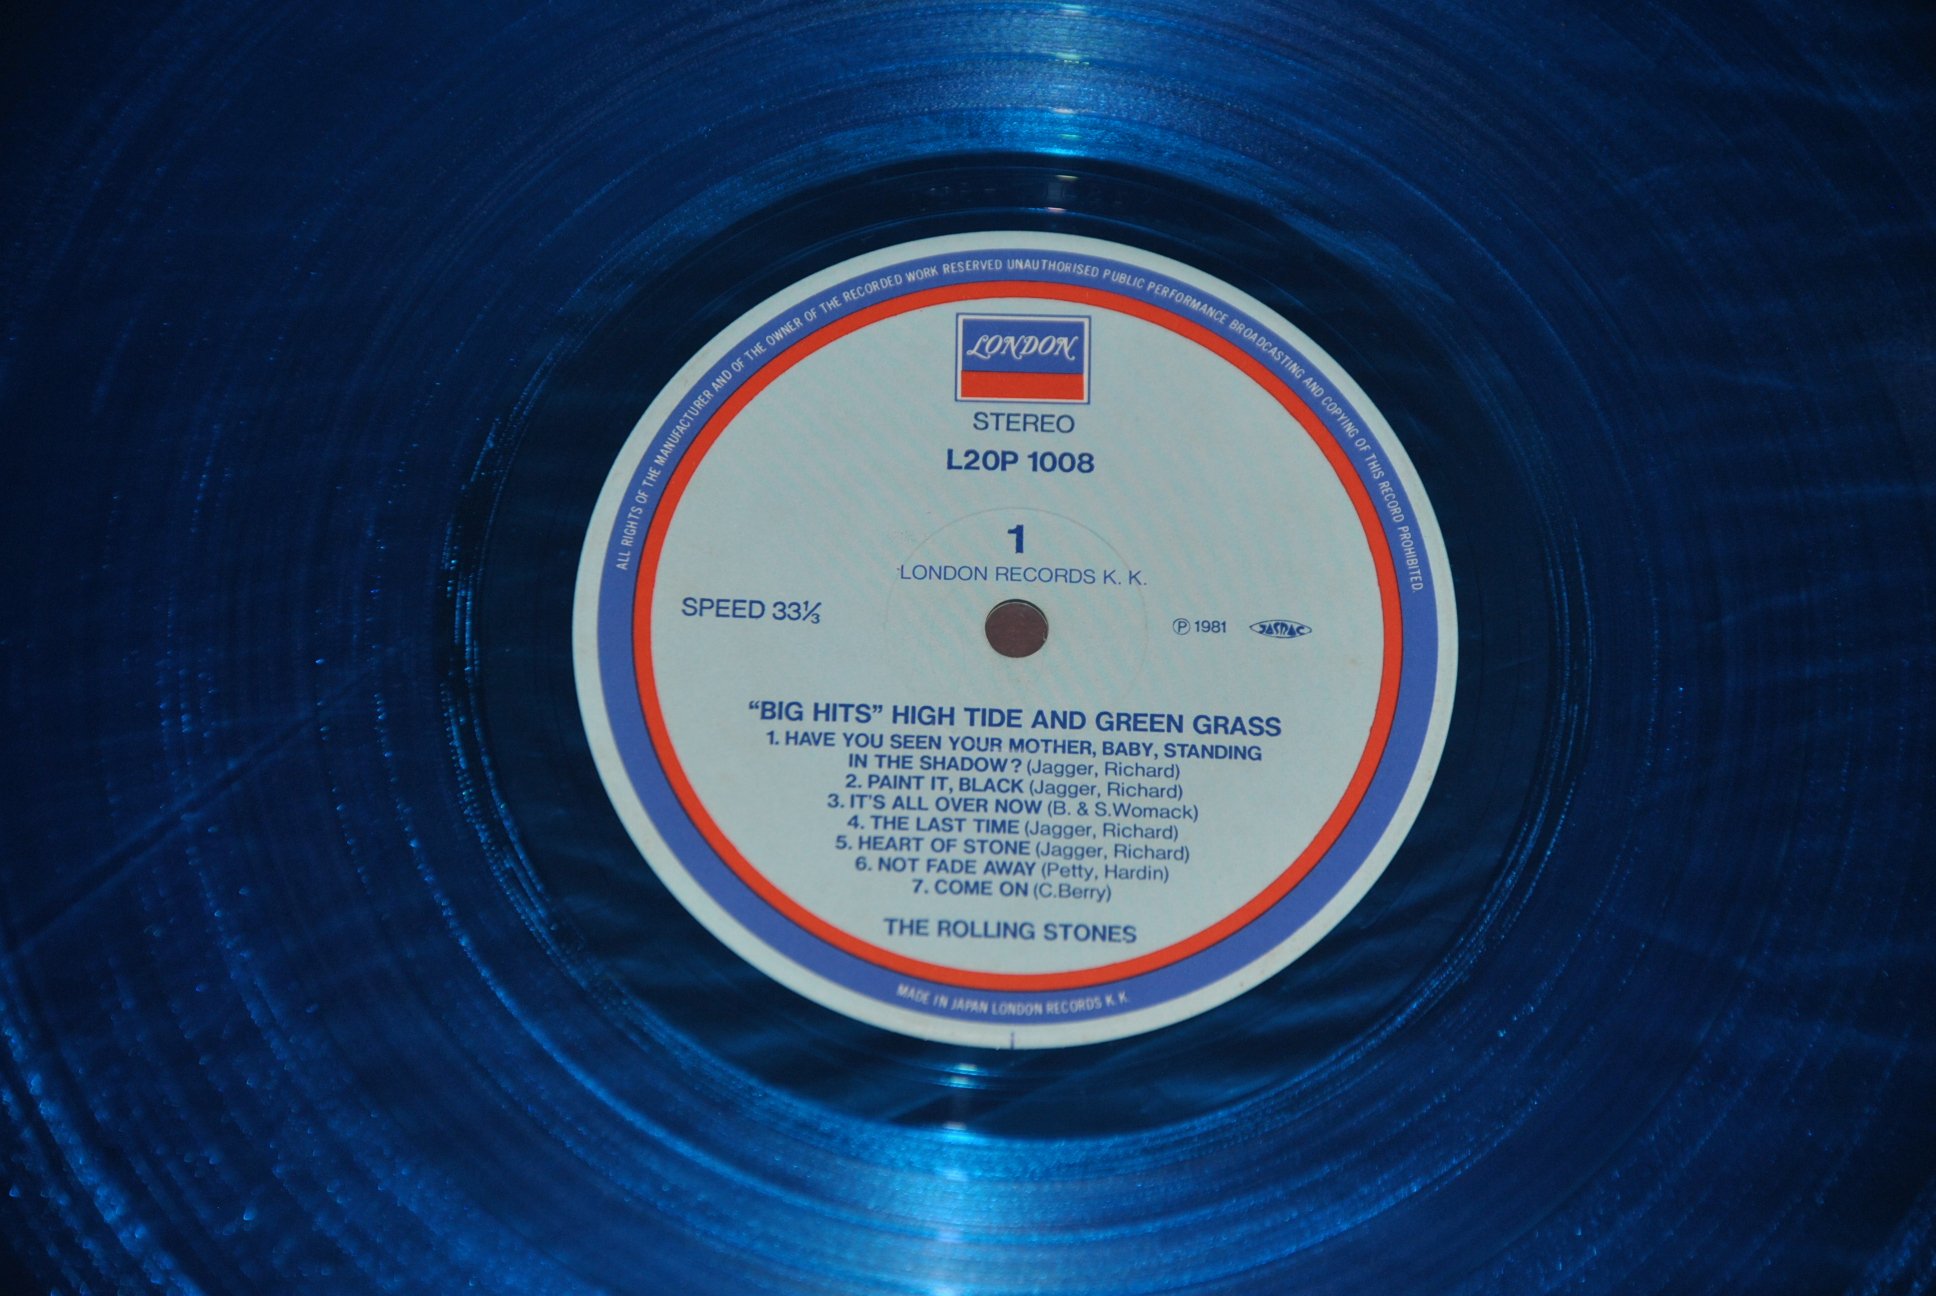 ALL RIGHTS OF THE MANUFACTURER AND OF THE OWNER OF THE RECORDED WORK RESERVED UNAUTHORISED PUBLIC PERFORMANCE BROADCASTING AND COPYING OF THIS RECORD PROHIBITED
LONDON
STEREO
L20P 1008
1
LONDON RECORDS K. K.
SPEED 33⅓
Ⓟ 1981 JASRAC
“BIG HITS” HIGH TIDE AND GREEN GRASS
1. HAVE YOU SEEN YOUR MOTHER, BABY, STANDING
IN THE SHADOW? (Jagger, Richard)
2. PAINT IT, BLACK (Jagger, Richard)
3. IT'S ALL OVER NOW (B. & S.Womack)
4. THE LAST TIME (Jagger, Richard)
5. HEART OF STONE (Jagger, Richard)
6. NOT FADE AWAY (Petty, Hardin)
7. COME ON (C.Berry)
THE ROLLING STONES
MADE IN JAPAN LONDON RECORDS K. K.